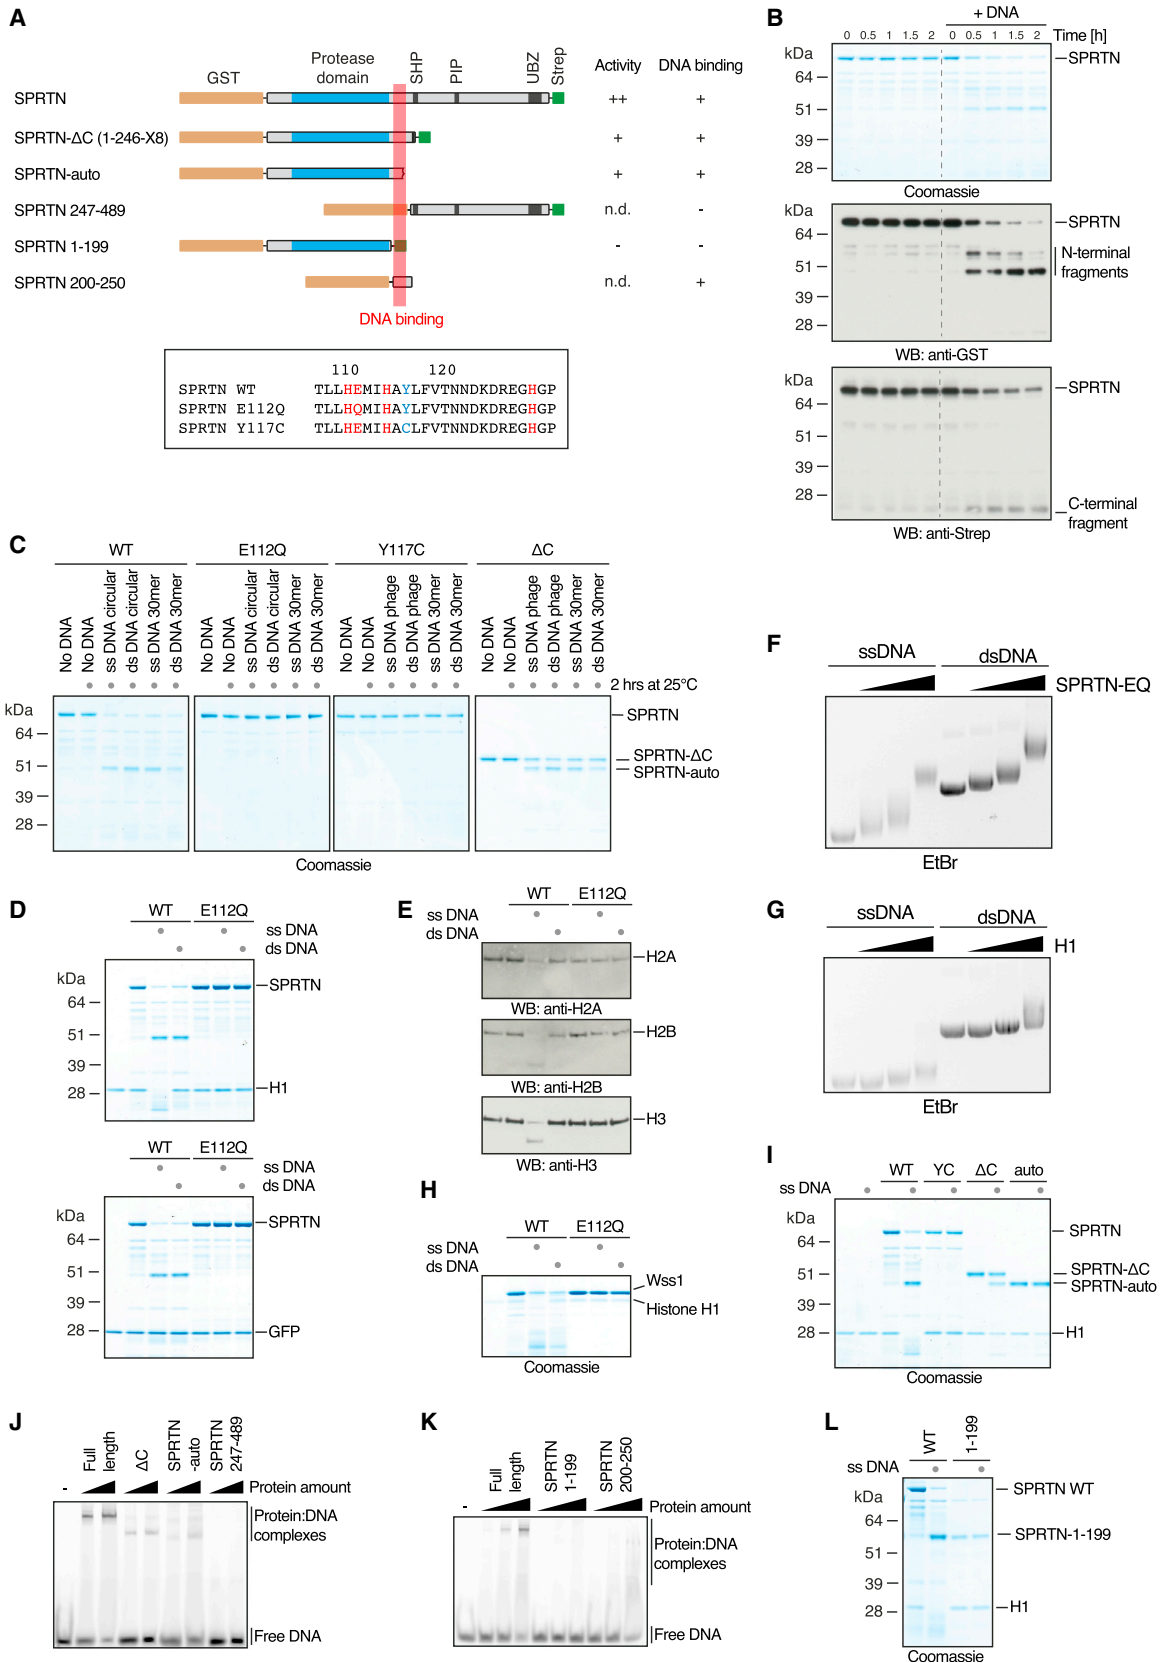 A
GST
Protease
domain
SHP
PIP
UBZ
Strep
Activity
DNA binding
SPRTN
++
+
SPRTN-ΔC (1-246-X8)
+
+
SPRTN-auto
+
+
SPRTN 247-489
n.d.
-
SPRTN 1-199
-
-
SPRTN 200-250
n.d.
+
DNA binding
110 120
SPRTN WT TLLHEMIHAYLFVTNNDKDREGHGP
SPRTN E112Q TLLHQMIHAYLFVTNNDKDREGHGP
SPRTN Y117C TLLHEMIHACLFVTNNDKDREGHGP
B
+ DNA
0 0.5 1 1.5 2 0 0.5 1 1.5 2 Time [h]
kDa
64
51
39
28
SPRTN
Coomassie
kDa
64
51
39
28
SPRTN
N-terminal
fragments
WB: anti-GST
kDa
64
51
39
28
SPRTN
C-terminal
fragment
WB: anti-Strep
C
WT
E112Q
Y117C
ΔC
No DNA
No DNA
ss DNA circular
ds DNA circular
ss DNA 30mer
ds DNA 30mer
No DNA
No DNA
ss DNA circular
ds DNA circular
ss DNA 30mer
ds DNA 30mer
No DNA
No DNA
ss DNA phage
ds DNA phage
ss DNA 30mer
ds DNA 30mer
No DNA
No DNA
ss DNA phage
ds DNA phage
ss DNA 30mer
ds DNA 30mer
2 hrs at 25°C
kDa
64
51
39
28
SPRTN
SPRTN-ΔC
SPRTN-auto
Coomassie
D
WT E112Q
ss DNA
ds DNA
kDa
64
51
39
28
SPRTN
H1
WT E112Q
ss DNA
ds DNA
kDa
64
51
39
28
SPRTN
GFP
E
WT E112Q
ss DNA
ds DNA
H2A
WB: anti-H2A
H2B
WB: anti-H2B
H3
WB: anti-H3
F
ssDNA dsDNA
SPRTN-EQ
EtBr
G
ssDNA dsDNA
H1
EtBr
H
WT E112Q
ss DNA
ds DNA
Wss1
Histone H1
Coomassie
I
WT YC ΔC auto
ss DNA
kDa
64
51
39
28
SPRTN
SPRTN-ΔC
SPRTN-auto
H1
Coomassie
J
-
Full
length
ΔC
SPRTN
-auto
SPRTN
247-489
Protein amount
Protein:DNA
complexes
Free DNA
K
-
Full
length
SPRTN
1-199
SPRTN
200-250
Protein amount
Protein:DNA
complexes
Free DNA
L
WT
1-199
ss DNA
kDa
64
51
39
28
SPRTN WT
SPRTN-1-199
H1
Coomassie